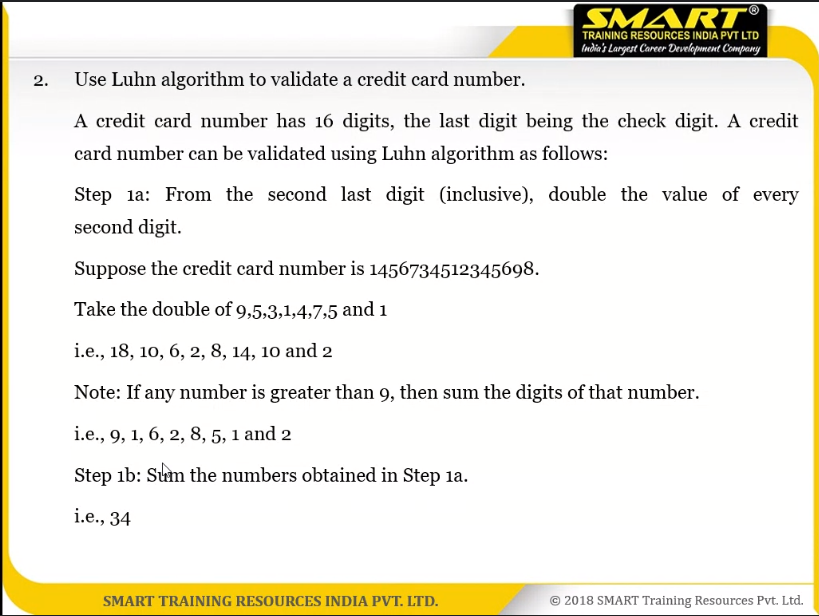 SMART®
TRAINING RESOURCES INDIA PVT LTD
India's Largest Career Development Company
2. Use Luhn algorithm to validate a credit card number.
A credit card number has 16 digits, the last digit being the check digit. A credit
card number can be validated using Luhn algorithm as follows:
Step 1a: From the second last digit (inclusive), double the value of every
second digit.
Suppose the credit card number is 1456734512345698.
Take the double of 9,5,3,1,4,7,5 and 1
i.e., 18, 10, 6, 2, 8, 14, 10 and 2
Note: If any number is greater than 9, then sum the digits of that number.
i.e., 9, 1, 6, 2, 8, 5, 1 and 2
Step 1b: Sum the numbers obtained in Step 1a.
i.e., 34
SMART TRAINING RESOURCES INDIA PVT. LTD.
© 2018 SMART Training Resources Pvt. Ltd.